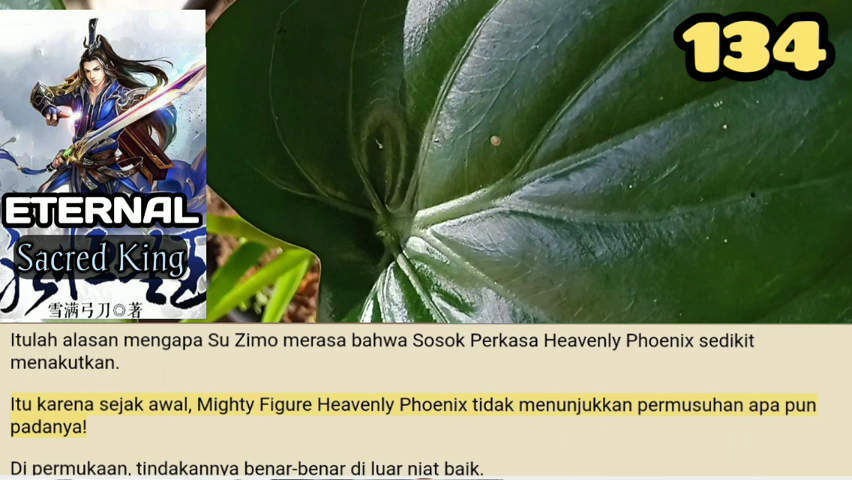 134
ETERNAL
Sacred King
雪满弓刀◎著
Itulah alasan mengapa Su Zimo merasa bahwa Sosok Perkasa Heavenly Phoenix sedikit
menakutkan.
Itu karena sejak awal, Mighty Figure Heavenly Phoenix tidak menunjukkan permusuhan apa pun
padanya!
Di permukaan, tindakannya benar-benar di luar niat baik.